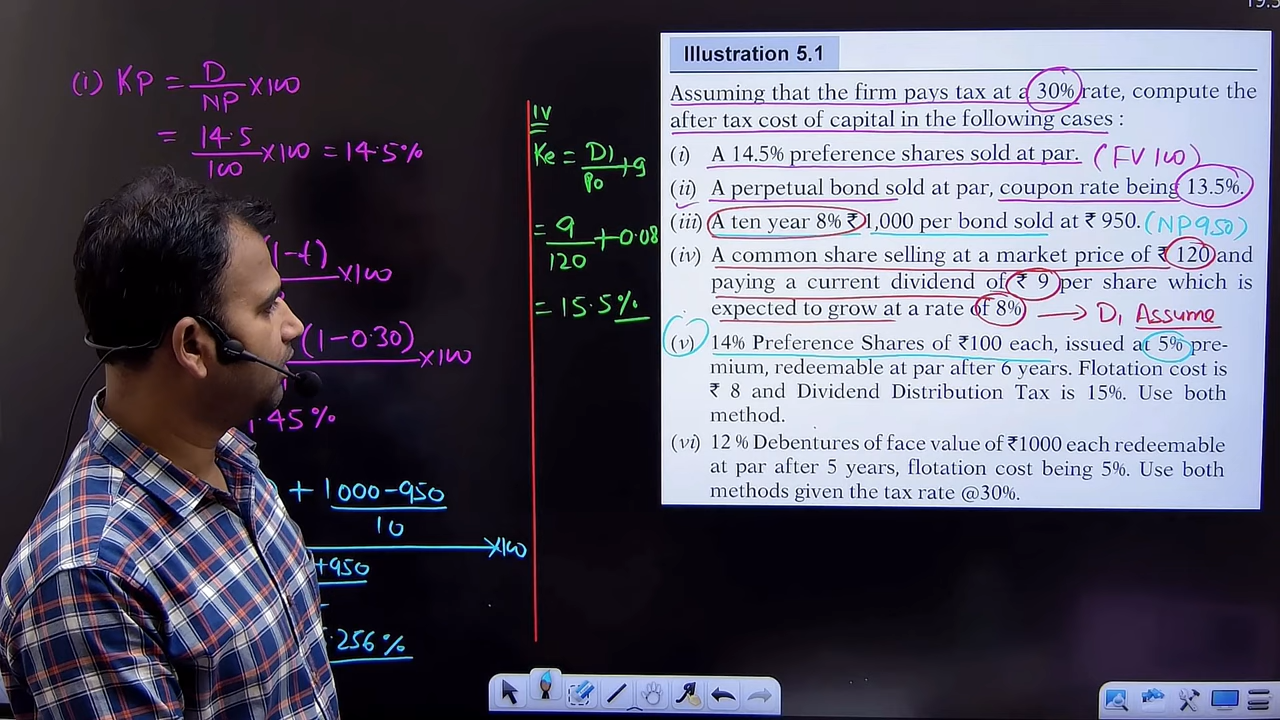 (i) KP = D/NP ×100
= 14.5/100 ×100 = 14.5%
(1-t) ×100
(1-0.30) ×100
.45%
+ 1000-950
10
×100
+950
.256%
iv
Ke = D1/P0 +g
= 9/120 +0.08
= 15.5%
Illustration 5.1
Assuming that the firm pays tax at a 30% rate, compute the
after tax cost of capital in the following cases :
(i) A 14.5% preference shares sold at par. (FV 100)
(ii) A perpetual bond sold at par, coupon rate being 13.5%.
(iii) A ten year 8% ₹ 1,000 per bond sold at ₹ 950. (NP950)
(iv) A common share selling at a market price of ₹ 120 and
paying a current dividend of ₹ 9 per share which is
expected to grow at a rate of 8% → D1 Assume
(v) 14% Preference Shares of ₹100 each, issued at 5% pre-
mium, redeemable at par after 6 years. Flotation cost is
₹ 8 and Dividend Distribution Tax is 15%. Use both
method.
(vi) 12 % Debentures of face value of ₹1000 each redeemable
at par after 5 years, flotation cost being 5%. Use both
methods given the tax rate @30%.